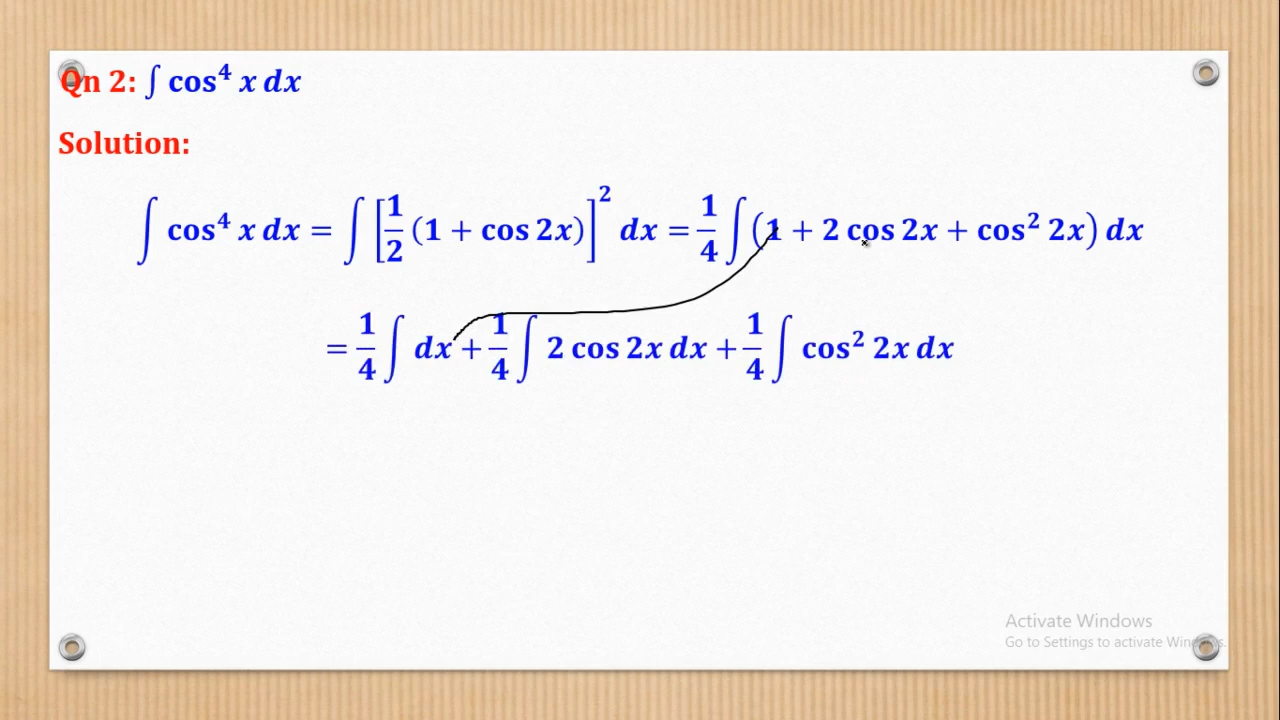 Qn 2: ∫ cos⁴ x dx
Solution:
∫ cos⁴ x dx = ∫ [1/2 (1 + cos 2x)]² dx = 1/4 ∫ (1 + 2 cos 2x + cos² 2x) dx
= 1/4 ∫ dx + 1/4 ∫ 2 cos 2x dx + 1/4 ∫ cos² 2x dx
Activate Windows
Go to Settings to activate Windows.